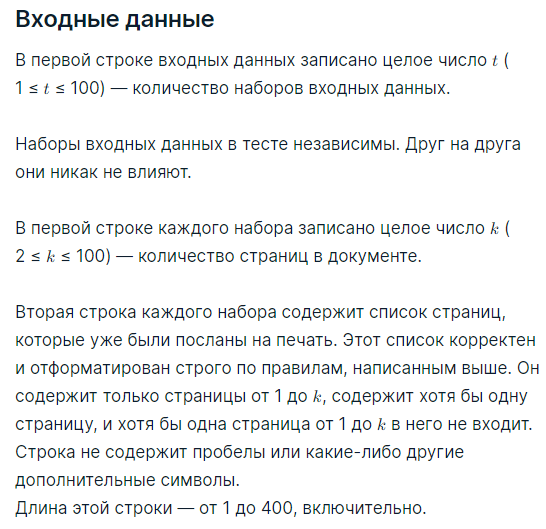 Входные данные
В первой строке входных данных записано целое число t (
1 ≤ t ≤ 100) — количество наборов входных данных.
Наборы входных данных в тесте независимы. Друг на друга
они никак не влияют.
В первой строке каждого набора записано целое число k (
2 ≤ k ≤ 100) — количество страниц в документе.
Вторая строка каждого набора содержит список страниц,
которые уже были посланы на печать. Этот список корректен
и отформатирован строго по правилам, написанным выше. Он
содержит только страницы от 1 до k, содержит хотя бы одну
страницу, и хотя бы одна страница от 1 до k в него не входит.
Строка не содержит пробелы или какие-либо другие
дополнительные символы.
Длина этой строки — от 1 до 400, включительно.